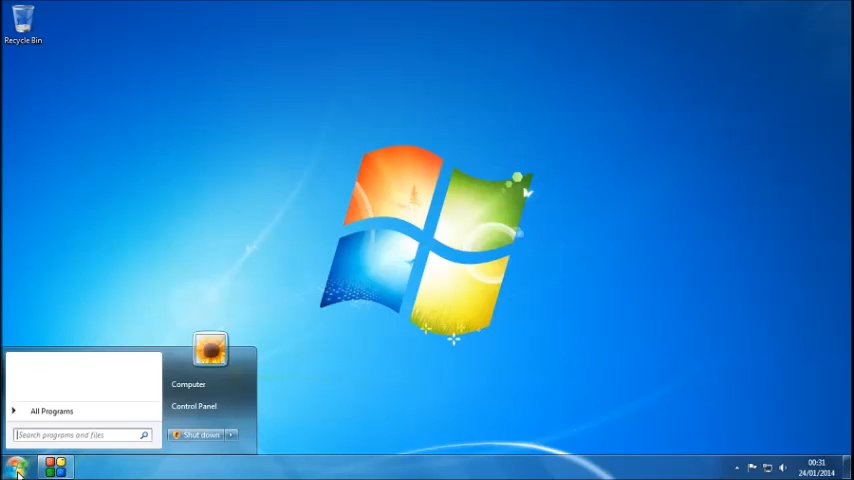 Recycle Bin
Computer
Control Panel
All Programs
Search programs and files
Shut down
00:31
24/01/2014